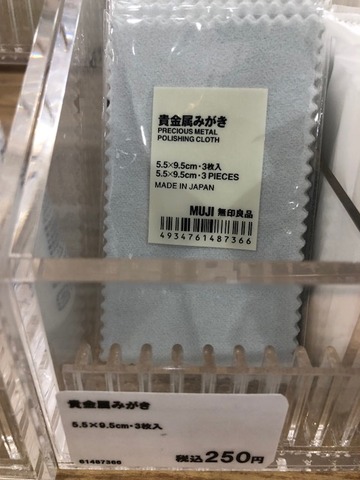 貴金属みがき
PRECIOUS METAL
POLISHING CLOTH
5.5×9.5cm・3枚入
5.5×9.5cm・3 PIECES
MADE IN JAPAN
MUJI 無印良品
4934761487366
貴金属みがき
5.5×9.5cm・3枚入
61487366
税込250円